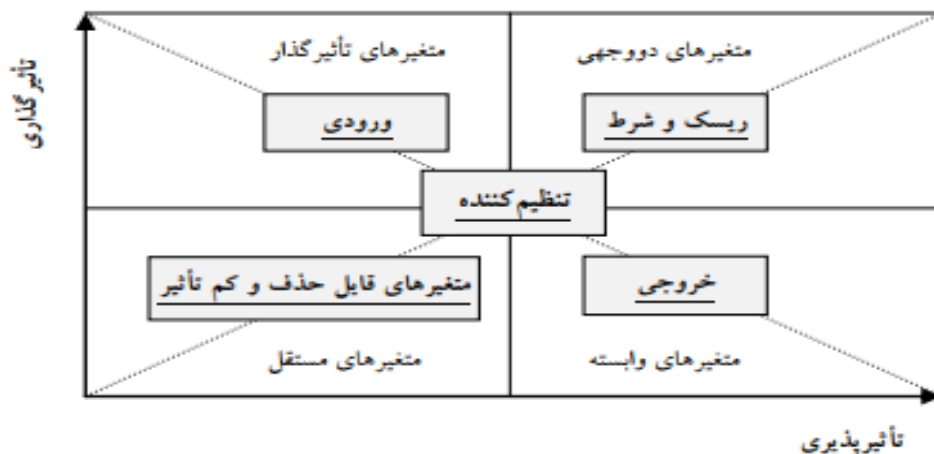 متغیرهای دووجهی
متغیرهای تأثیرگذار
تأثیرگذاری
ریسک و شرط
ورودی
تنظیم‌کننده
خروجی
متغیرهای قایل حذف و کم تأثیر
متغیرهای وابسته
متغیرهای مستقل
تأثیرپذیری